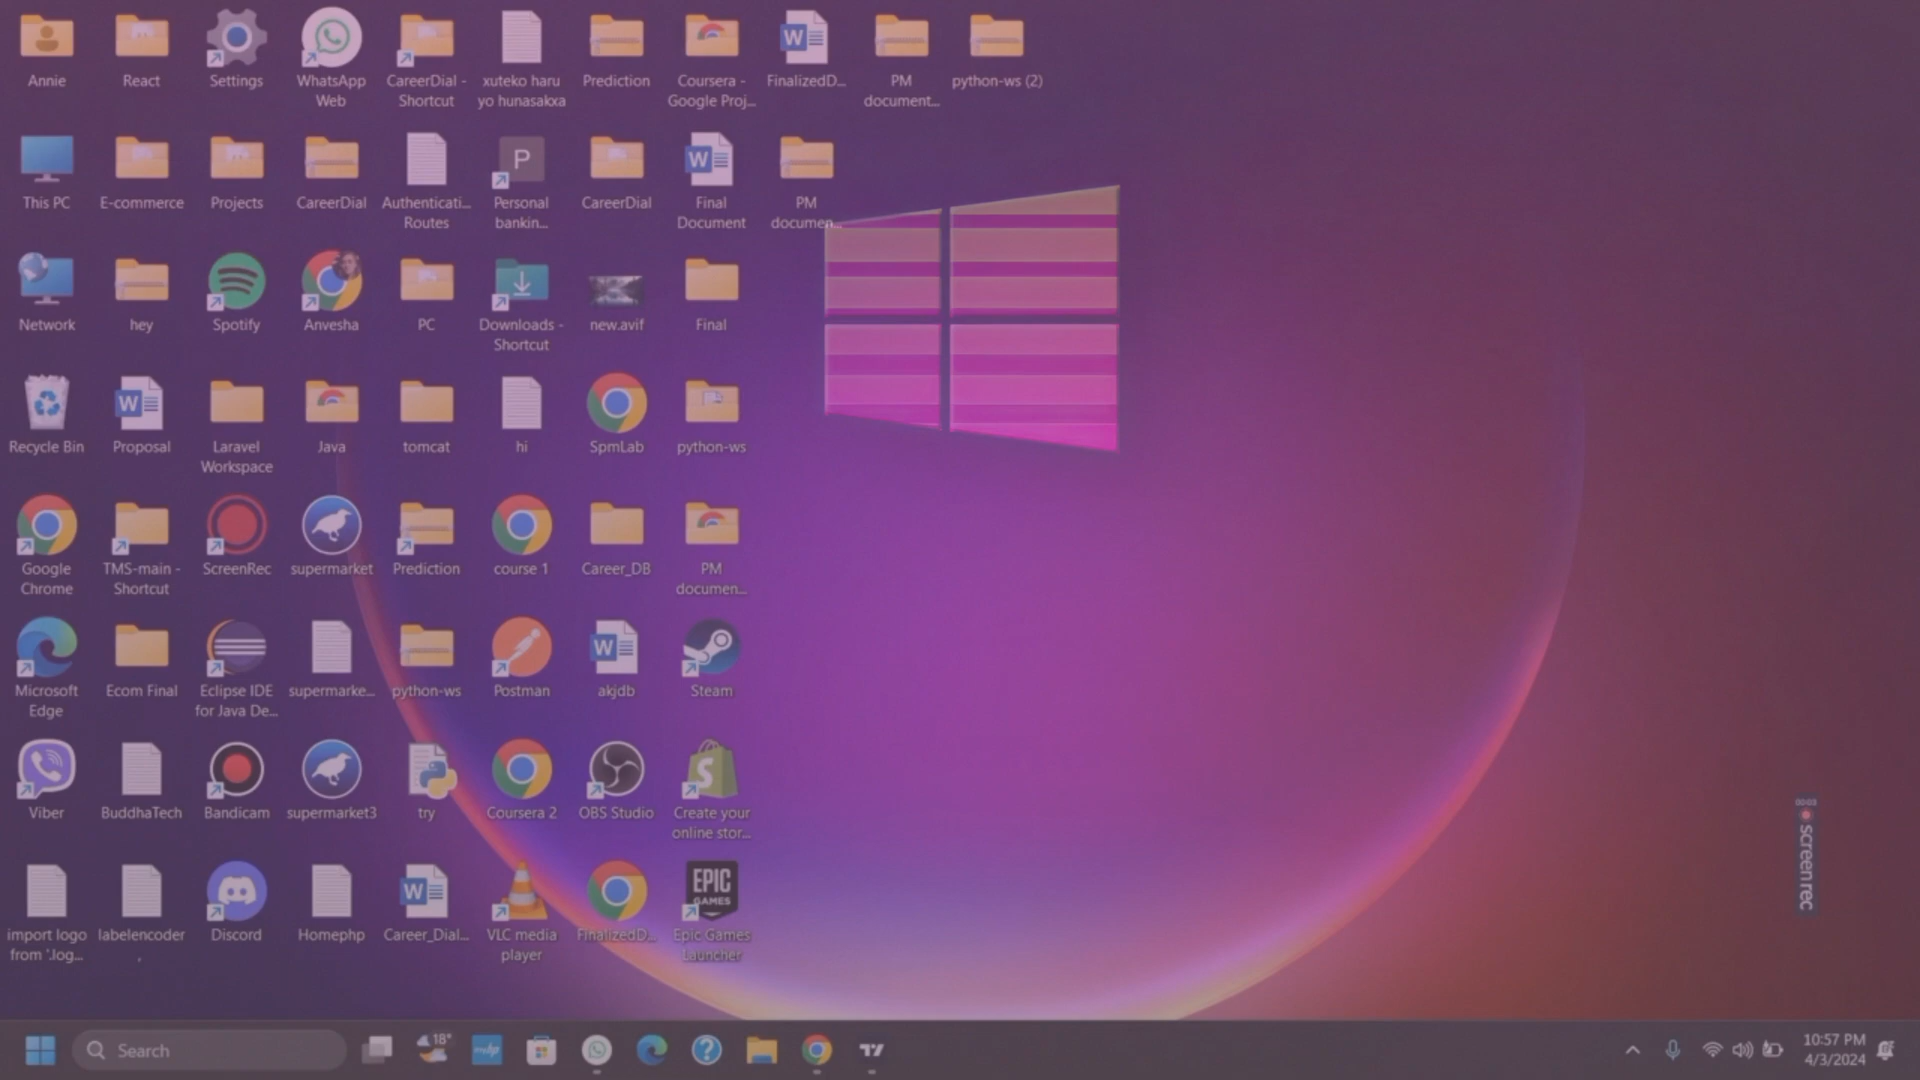 Annie
React
Settings
WhatsApp
Web
CareerDial -
Shortcut
xuteko haru
yo hunasakxa
Prediction
Coursera -
Google Proj...
FinalizedD...
PM
document...
python-ws (2)
This PC
E-commerce
Projects
CareerDial
Authenticati...
Routes
P
Personal
bankin...
CareerDial
Final
Document
PM
documen...
Network
hey
Spotify
Anvesha
PC
Downloads -
Shortcut
new.avif
Final
Recycle Bin
Proposal
Laravel
Workspace
Java
tomcat
hi
SpmLab
python-ws
Google
Chrome
TMS-main -
Shortcut
ScreenRec
supermarket
Prediction
course 1
Career_DB
PM
documen...
Microsoft
Edge
Ecom Final
Eclipse IDE
for Java De...
supermarke...
python-ws
Postman
akjdb
Steam
Viber
BuddhaTech
Bandicam
supermarket3
try
Coursera 2
OBS Studio
Create your
online stor...
import logo
from '.log...
labelencoder
,
Discord
Homephp
Career_Dial...
VLC media
player
FinalizedD...
EPIC
GAMES
Epic Games
Launcher
00:03
screenrec
Search
18°
10:57 PM
4/3/2024